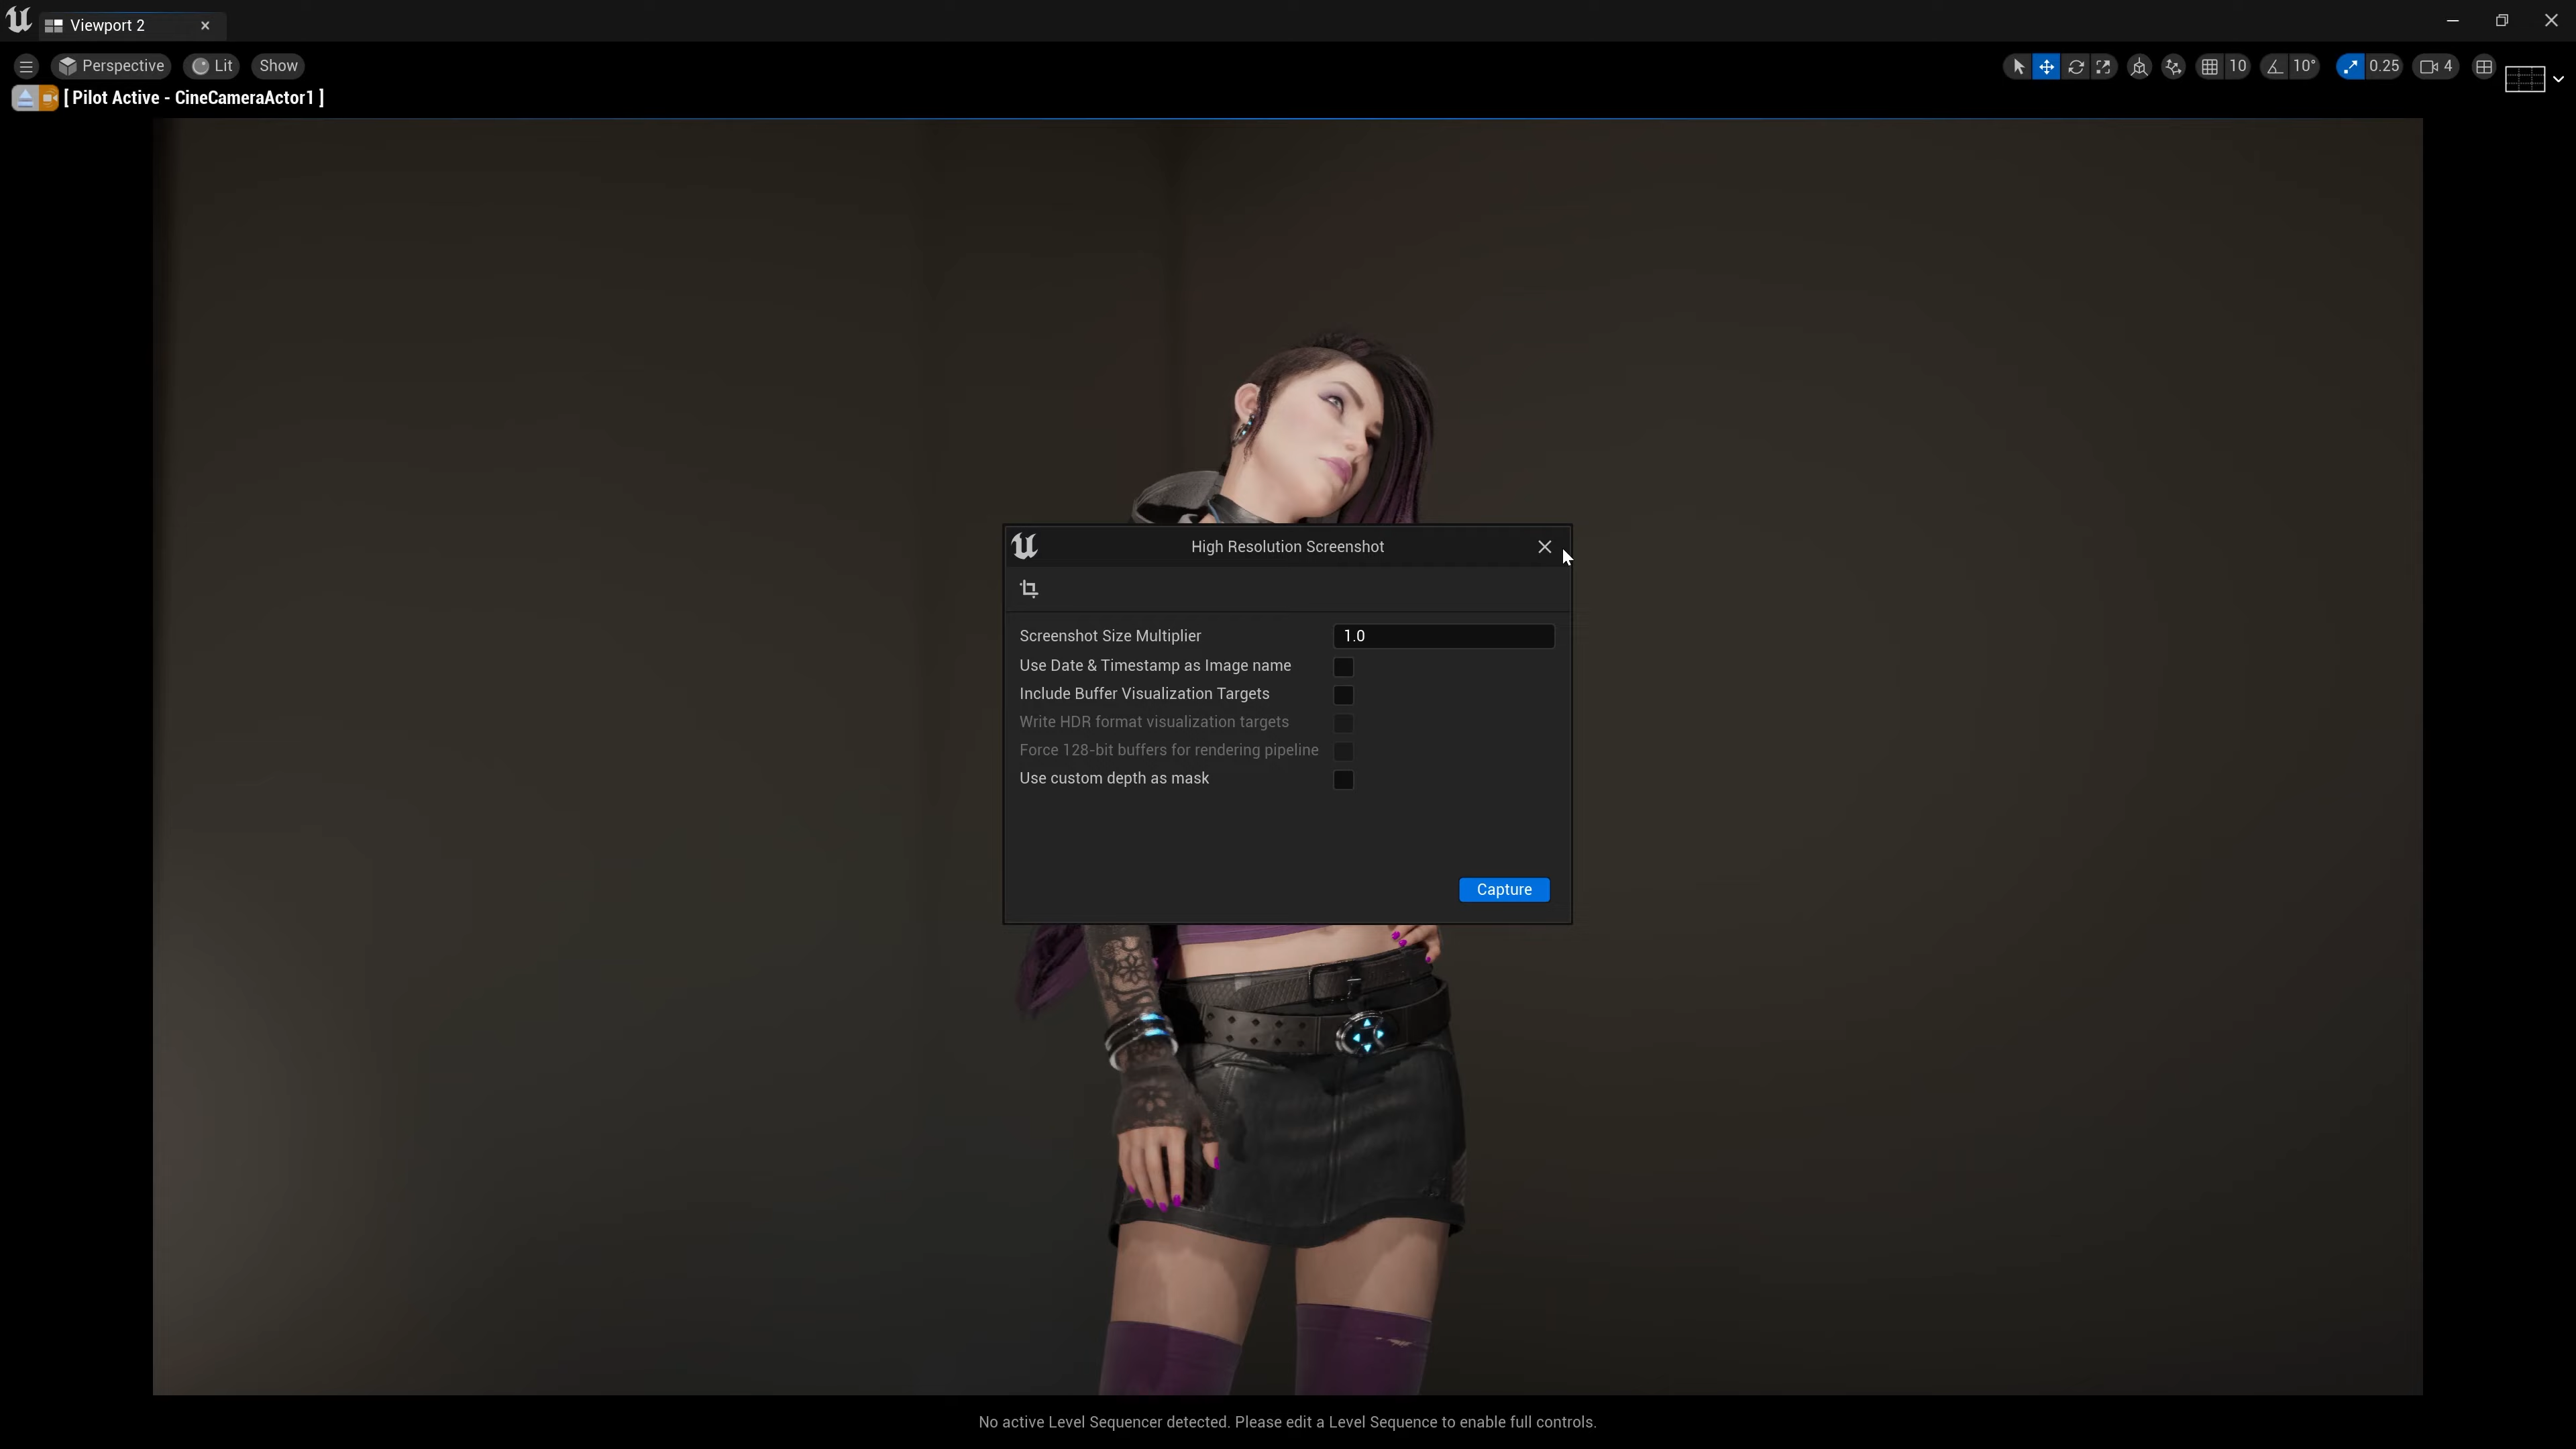 Viewport 2
Perspective
Lit
Show
10
10°
0.25
4
[ Pilot Active - CineCameraActor1 ]
High Resolution Screenshot
Screenshot Size Multiplier
1.0
Use Date & Timestamp as Image name
Include Buffer Visualization Targets
Write HDR format visualization targets
Force 128-bit buffers for rendering pipeline
Use custom depth as mask
Capture
No active Level Sequencer detected. Please edit a Level Sequence to enable full controls.